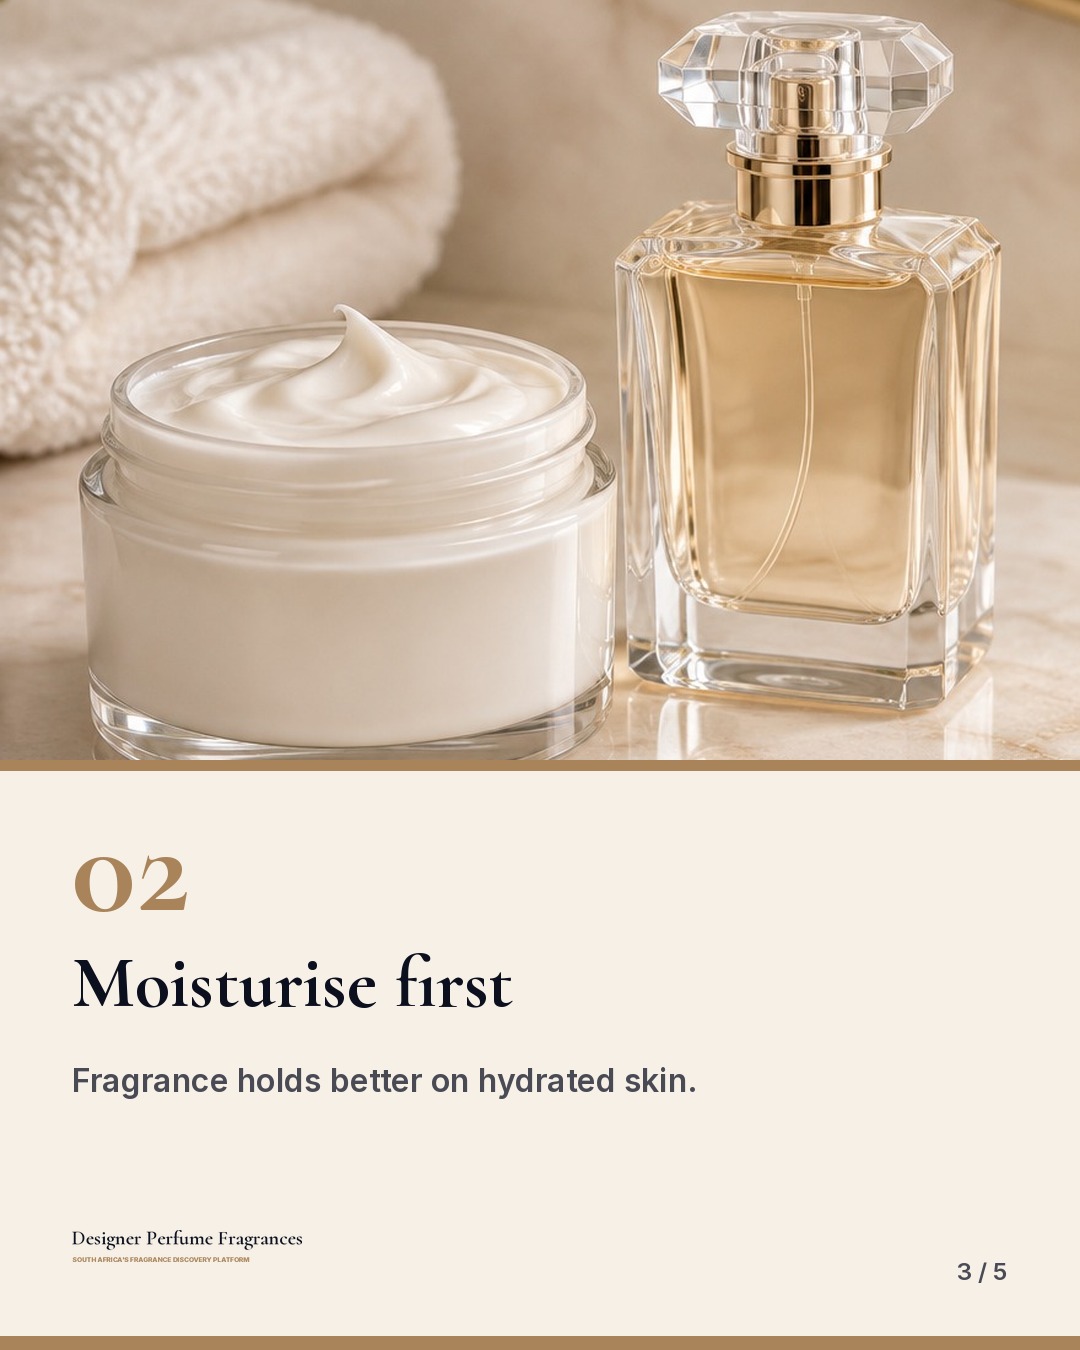 02
Moisturise first
Fragrance holds better on hydrated skin.
Designer Perfume Fragrances
SOUTH AFRICA'S FRAGRANCE DISCOVERY PLATFORM
3 / 5